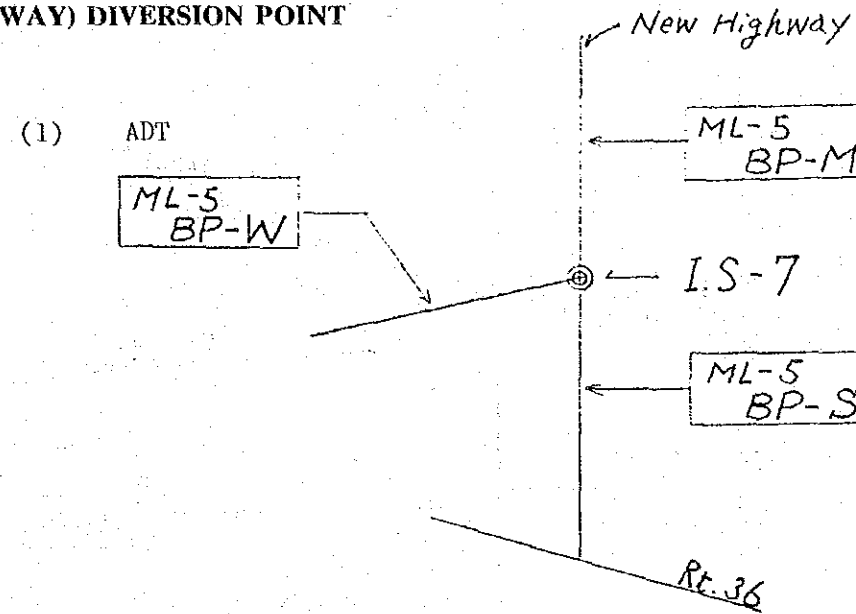 WAY) DIVERSION POINT
New Highway
(1) ADT
ML-5
BP-M
ML-5
BP-W
I.S-7
ML-5
BP-S
Rt. 36